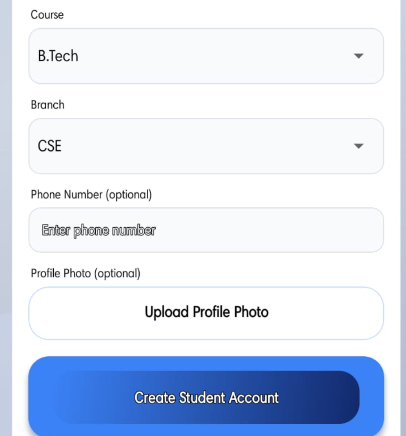 Course
B.Tech
Branch
CSE
Phone Number (optional)
Enter phone number
Profile Photo (optional)
Upload Profile Photo
Create Student Account